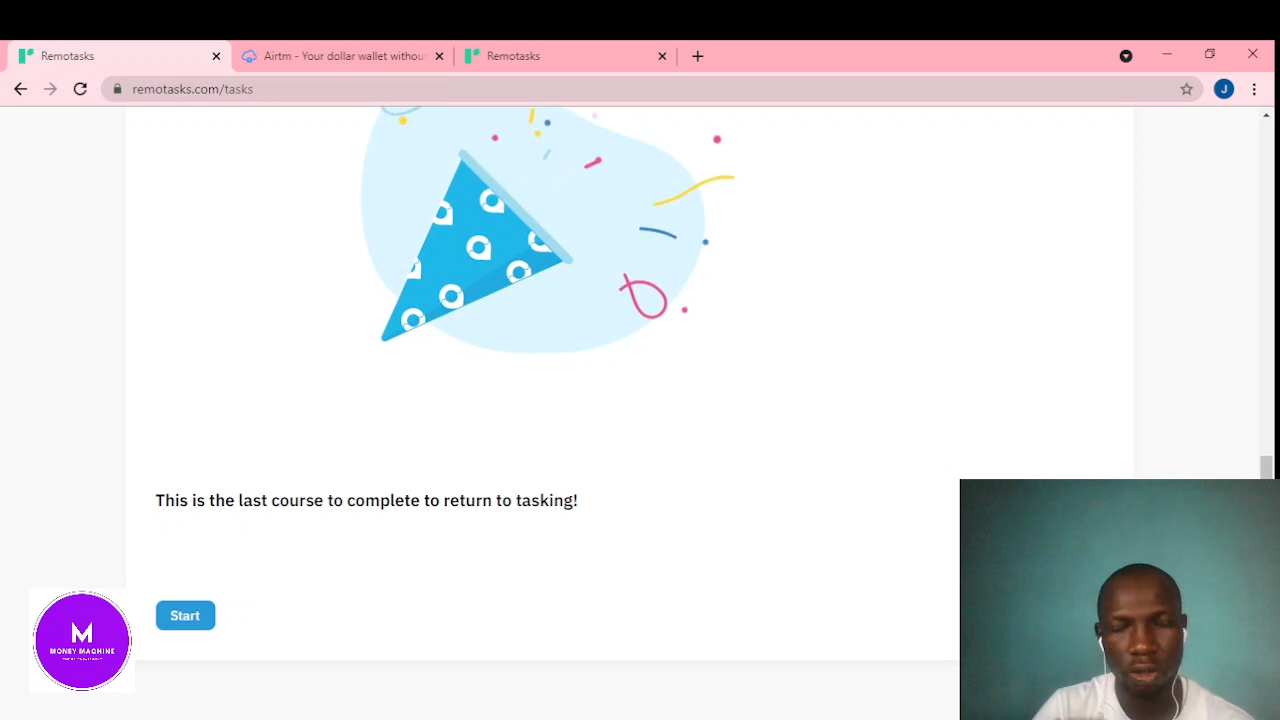 Remotasks
Airtm - Your dollar wallet withou
Remotasks
remotasks.com/tasks
J
This is the last course to complete to return to tasking!
Start
M
MONEY MACHINE